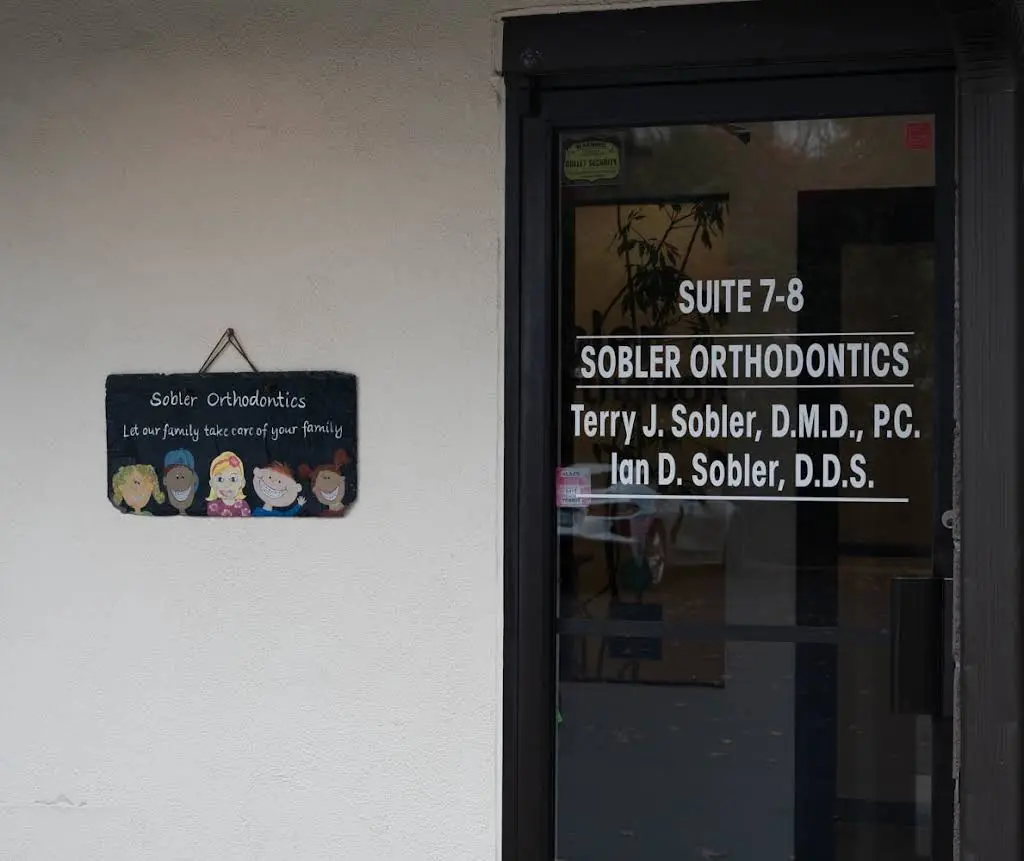 Sobler Orthodontics
Let our family take care of your family
SUITE 7-8
SOBLER ORTHODONTICS
Terry J. Sobler, D.M.D., P.C.
Ian D. Sobler, D.D.S.
WARNING